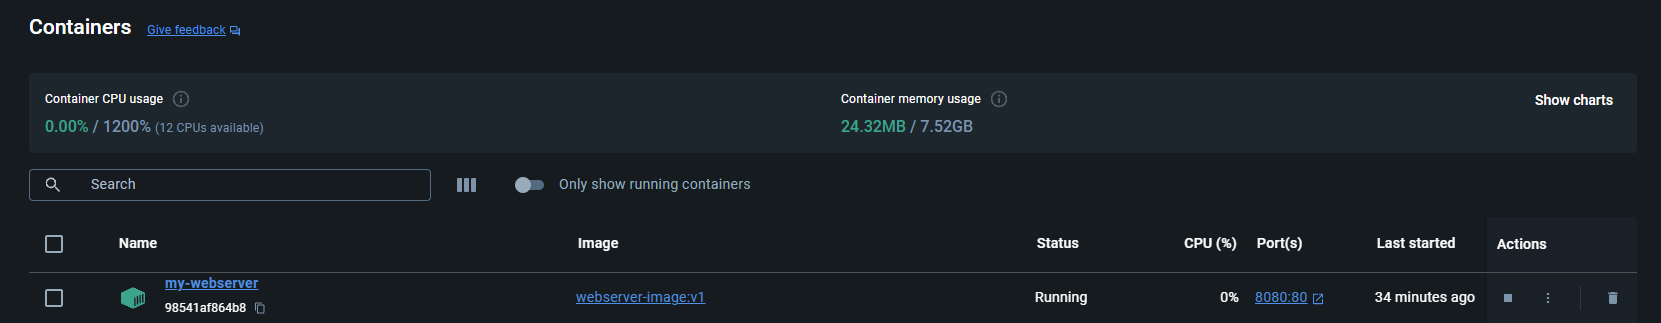 Containers Give feedback
Container CPU usage
0.00% / 1200% (12 CPUs available)
Container memory usage
24.32MB / 7.52GB
Show charts
Search
Only show running containers
Name Image Status CPU (%) Port(s) Last started Actions
my-webserver
98541af864b8
webserver-image:v1 Running 0% 8080:80 34 minutes ago